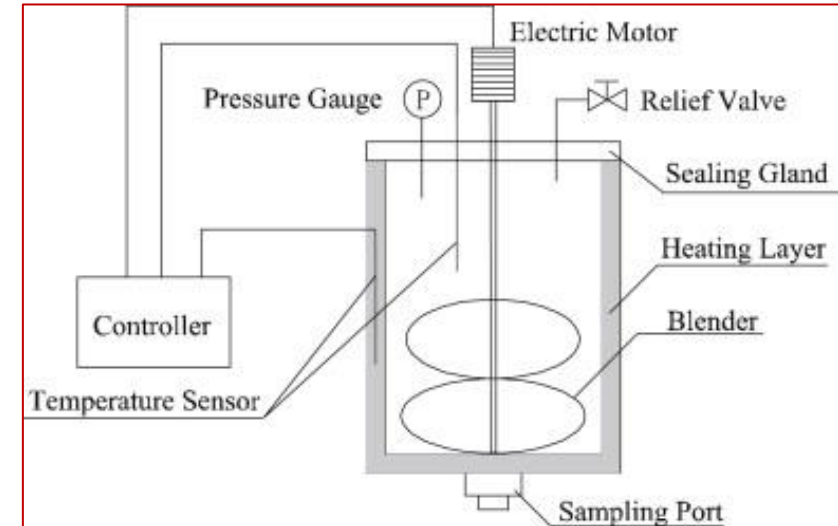 Electric Motor
Pressure Gauge
P
Relief Valve
Sealing Gland
Heating Layer
Blender
Controller
Temperature Sensor
Sampling Port